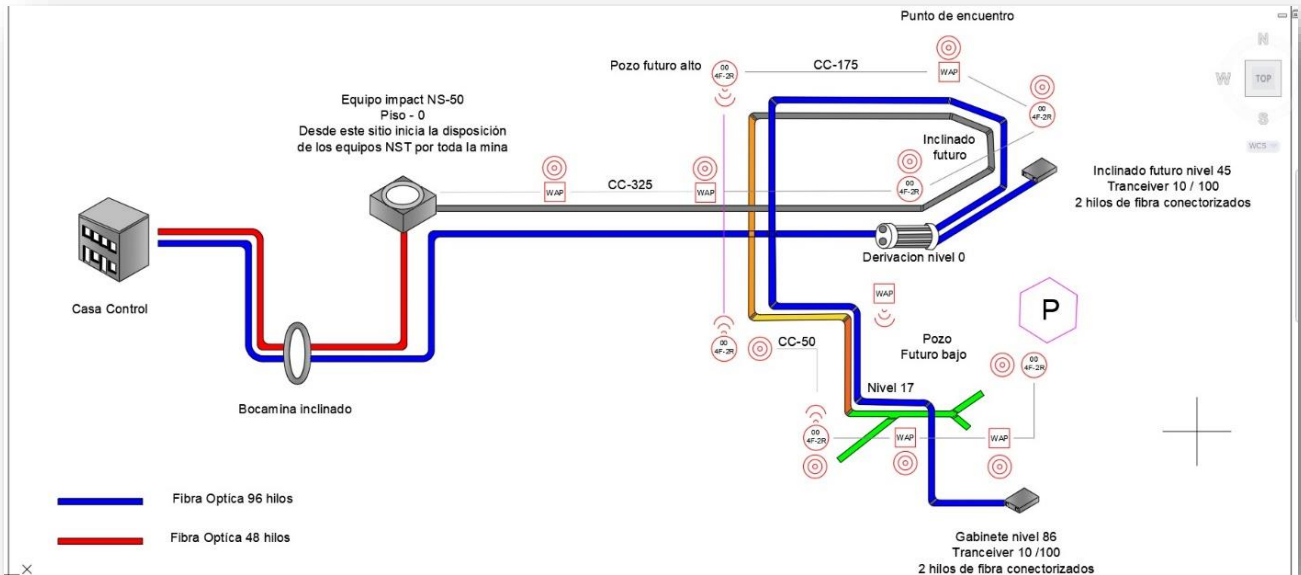 Punto de encuentro
N
W
TOP
S
WCS
Pozo futuro alto
00
4F-2R
CC-175
WAP
00
4F-2R
Equipo impact NS-50
Piso - 0
Desde este sitio inicia la disposición
de los equipos NST por toda la mina
Inclinado
futuro
WAP
CC-325
WAP
00
4F-2R
Inclinado futuro nivel 45
Tranceiver 10 / 100
2 hilos de fibra conectorizados
Derivacion nivel 0
Casa Control
WAP
P
00
4F-2R
CC-50
Pozo
Futuro bajo
00
4F-2R
Bocamina inclinado
Nivel 17
00
4F-2R
WAP
WAP
Fibra Optica 96 hilos
Fibra Optica 48 hilos
Gabinete nivel 86
Tranceiver 10 /100
2 hilos de fibra conectorizados
X